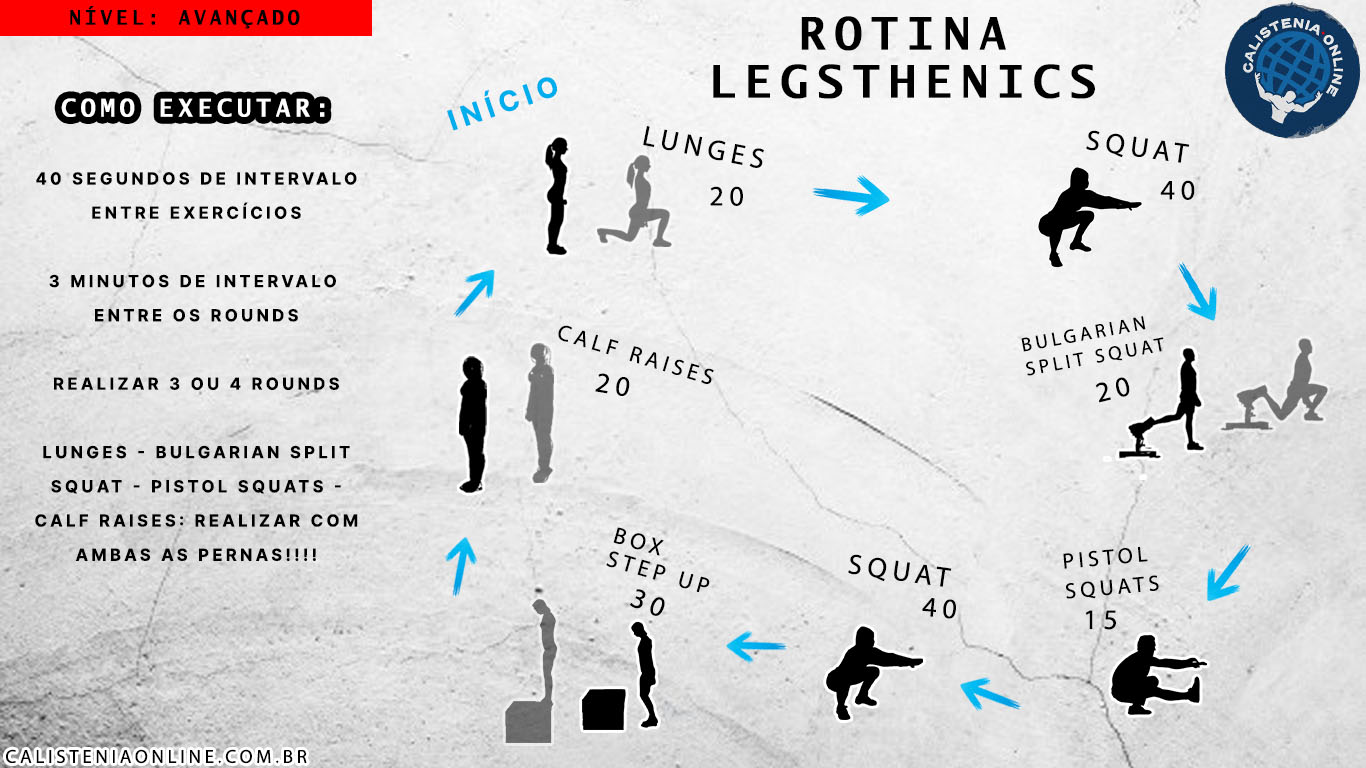 NÍVEL: AVANÇADO
ROTINA
LEGSTHENICS
CALISTENIA·ONLINE
COMO EXECUTAR:
40 SEGUNDOS DE INTERVALO
ENTRE EXERCÍCIOS
3 MINUTOS DE INTERVALO
ENTRE OS ROUNDS
REALIZAR 3 OU 4 ROUNDS
LUNGES - BULGARIAN SPLIT
SQUAT - PISTOL SQUATS -
CALF RAISES: REALIZAR COM
AMBAS AS PERNAS!!!!
INÍCIO
LUNGES
20
SQUAT
40
BULGARIAN
SPLIT SQUAT
20
PISTOL
SQUATS
15
SQUAT
40
BOX
STEP UP
30
CALF RAISES
20
CALISTENIAONLINE.COM.BR